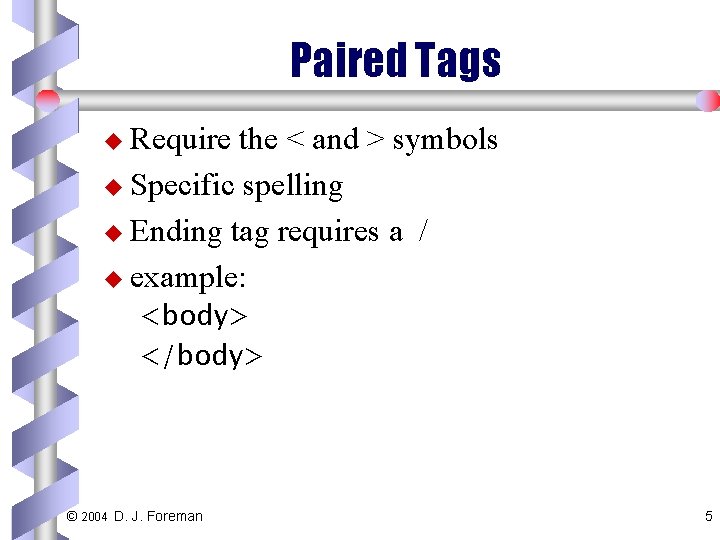 Paired Tags
◆ Require the < and > symbols
◆ Specific spelling
◆ Ending tag requires a /
◆ example:
<body>
</body>
© 2004 D. J. Foreman
5